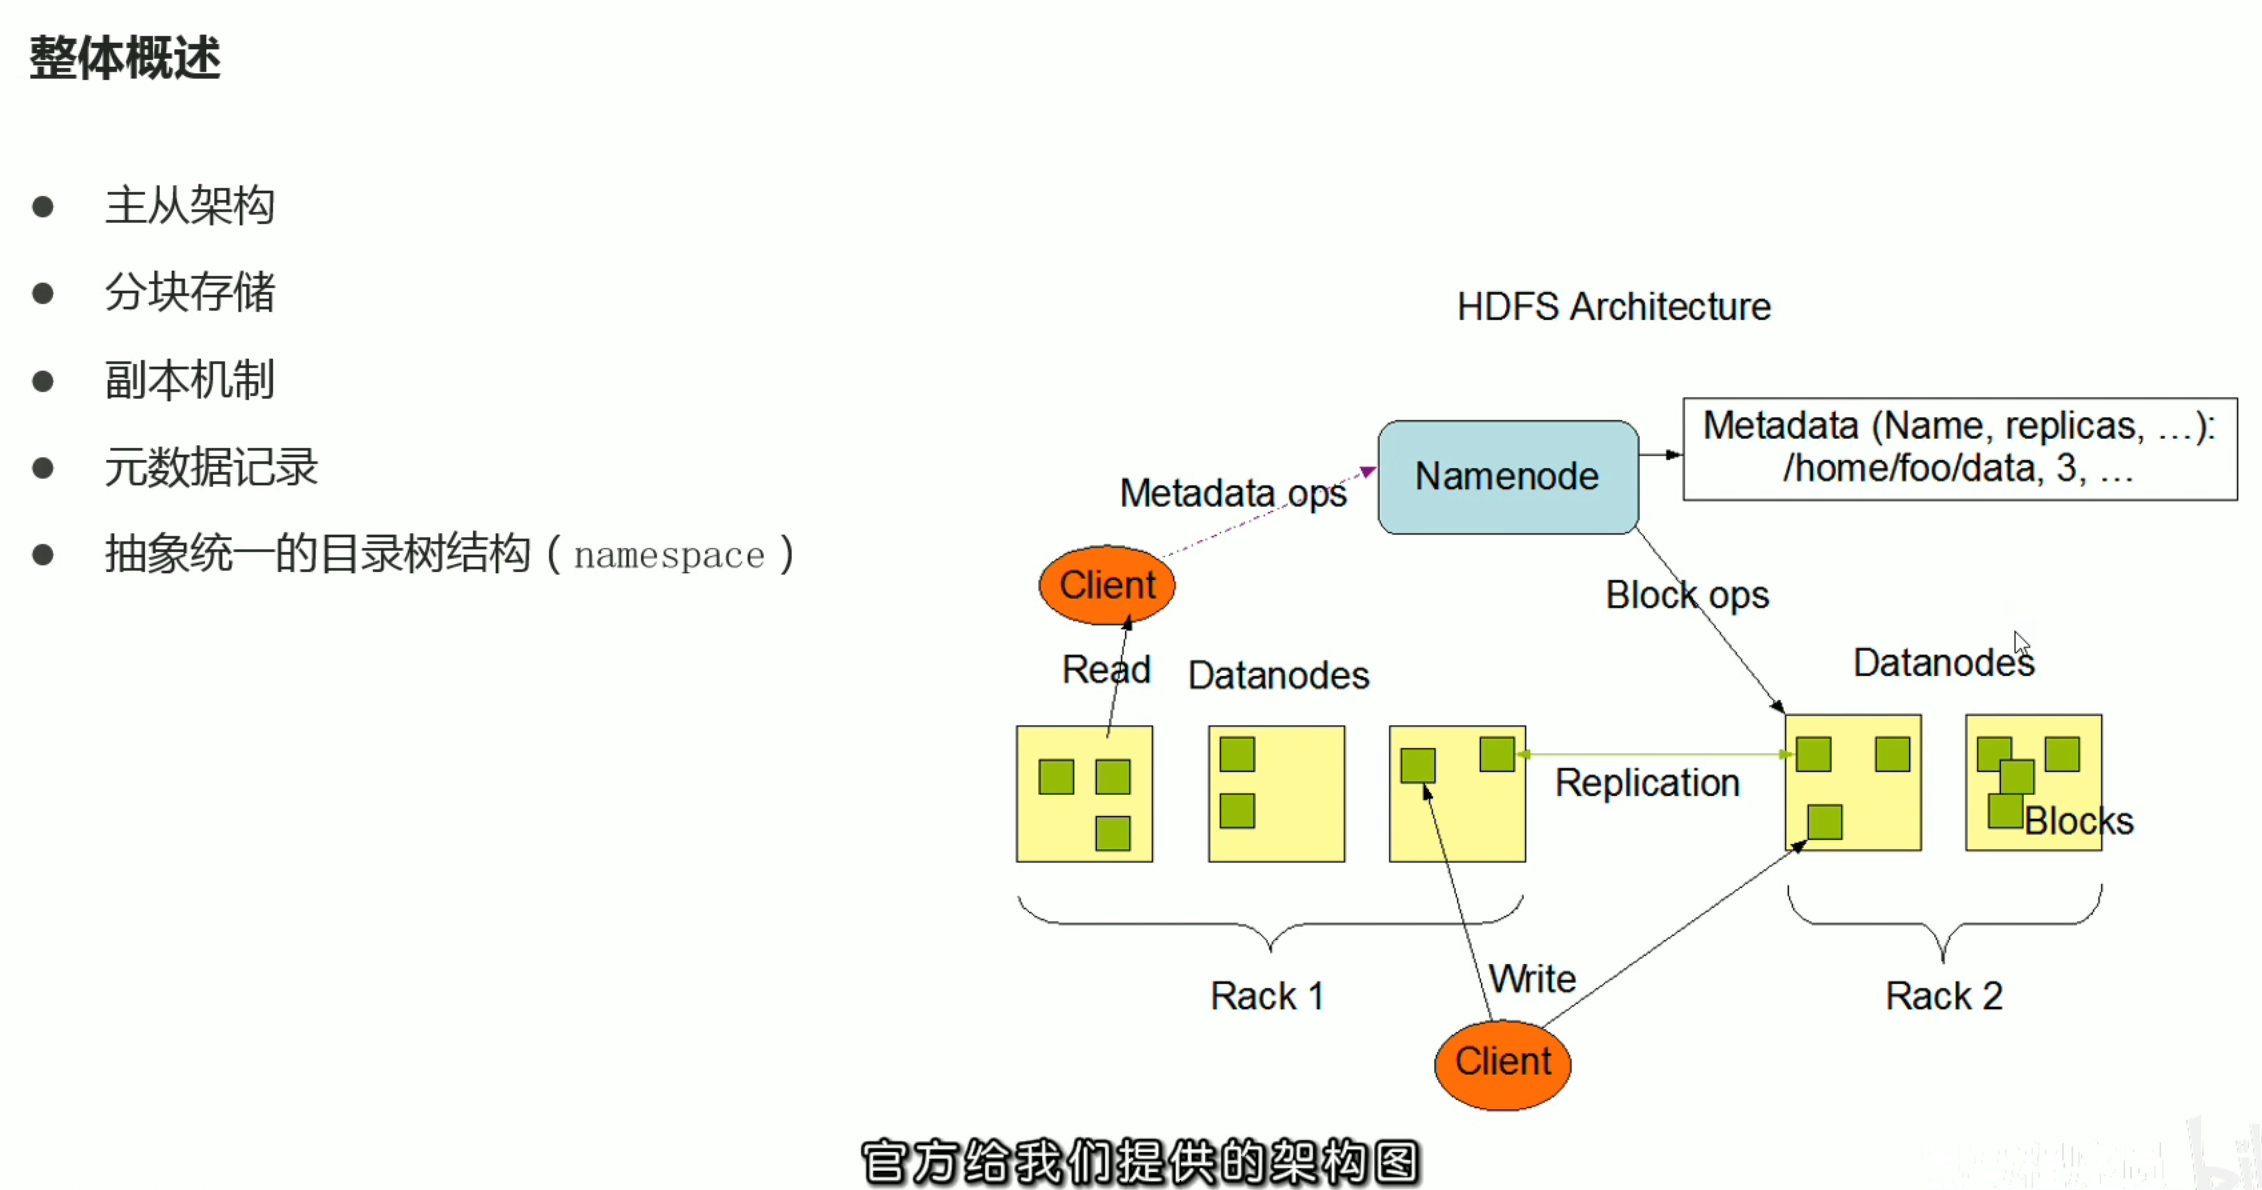 整体概述
主从架构
分块存储
副本机制
元数据记录
抽象统一的目录树结构（namespace）
HDFS Architecture
Metadata (Name, replicas, ...):
/home/foo/data, 3, ...
Namenode
Metadata ops
Client
Block ops
Read
Datanodes
Datanodes
Replication
Blocks
Rack 1
Write
Rack 2
Client
官方给我们提供的架构图